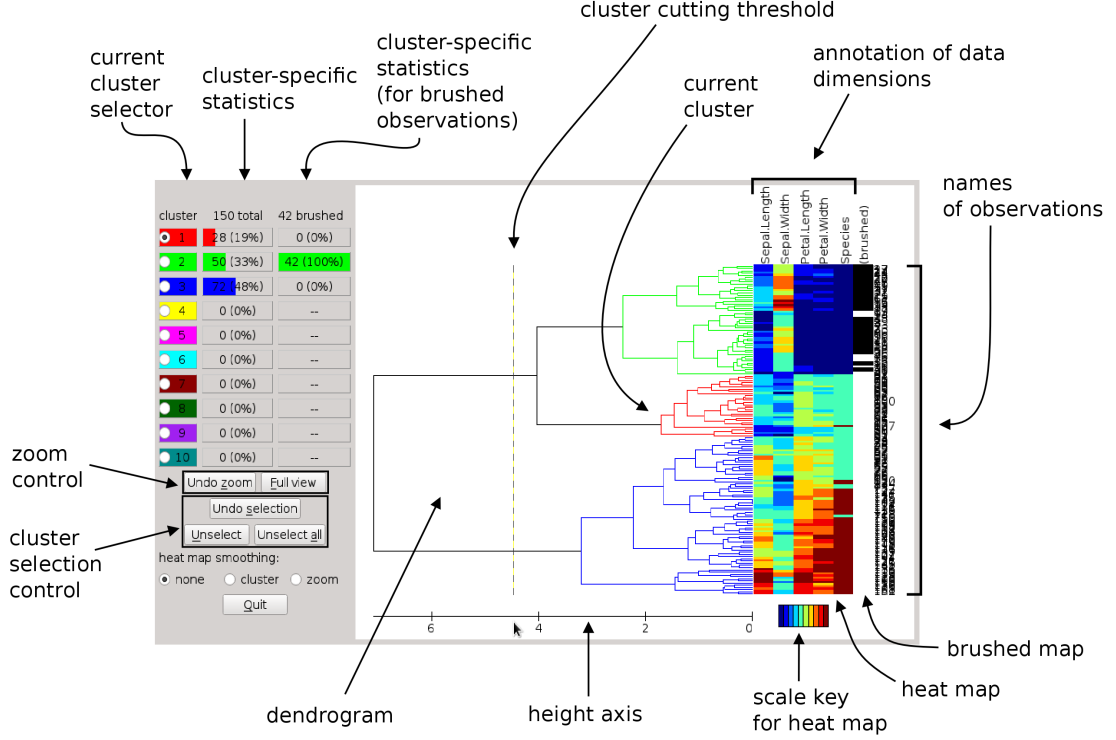 cluster cutting threshold
current
cluster
selector
cluster-specific
statistics
cluster-specific
statistics
(for brushed
observations)
current
cluster
annotation of data
dimensions
names
of observations
cluster 150 total 42 brushed
1 28 (19%) 0 (0%)
2 50 (33%) 42 (100%)
3 72 (48%) 0 (0%)
4 0 (0%) --
5 0 (0%) --
6 0 (0%) --
7 0 (0%) --
8 0 (0%) --
9 0 (0%) --
10 0 (0%) --
Undo zoom Full view
Undo selection
Unselect Unselect all
heat map smoothing:
none cluster zoom
Quit
Sepal.Length
Sepal.Width
Petal.Length
Petal.Width
Species
(brushed)
6 4 2 0
zoom
control
cluster
selection
control
dendrogram
height axis
scale key
for heat map
heat map
brushed map